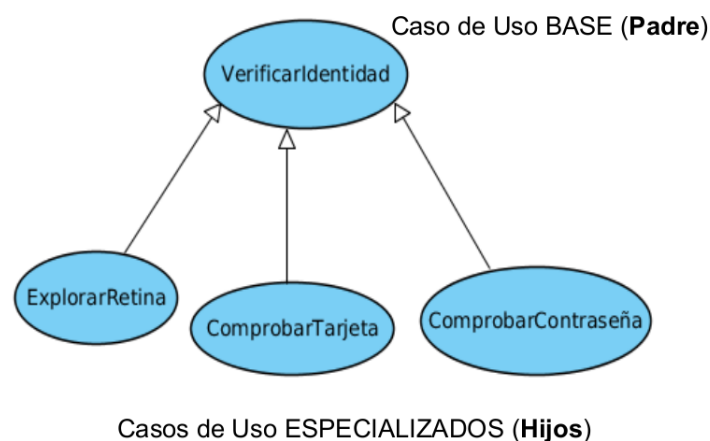 Caso de Uso BASE (Padre)
VerificarIdentidad
ExplorarRetina
ComprobarTarjeta
ComprobarContraseña
Casos de Uso ESPECIALIZADOS (Hijos)